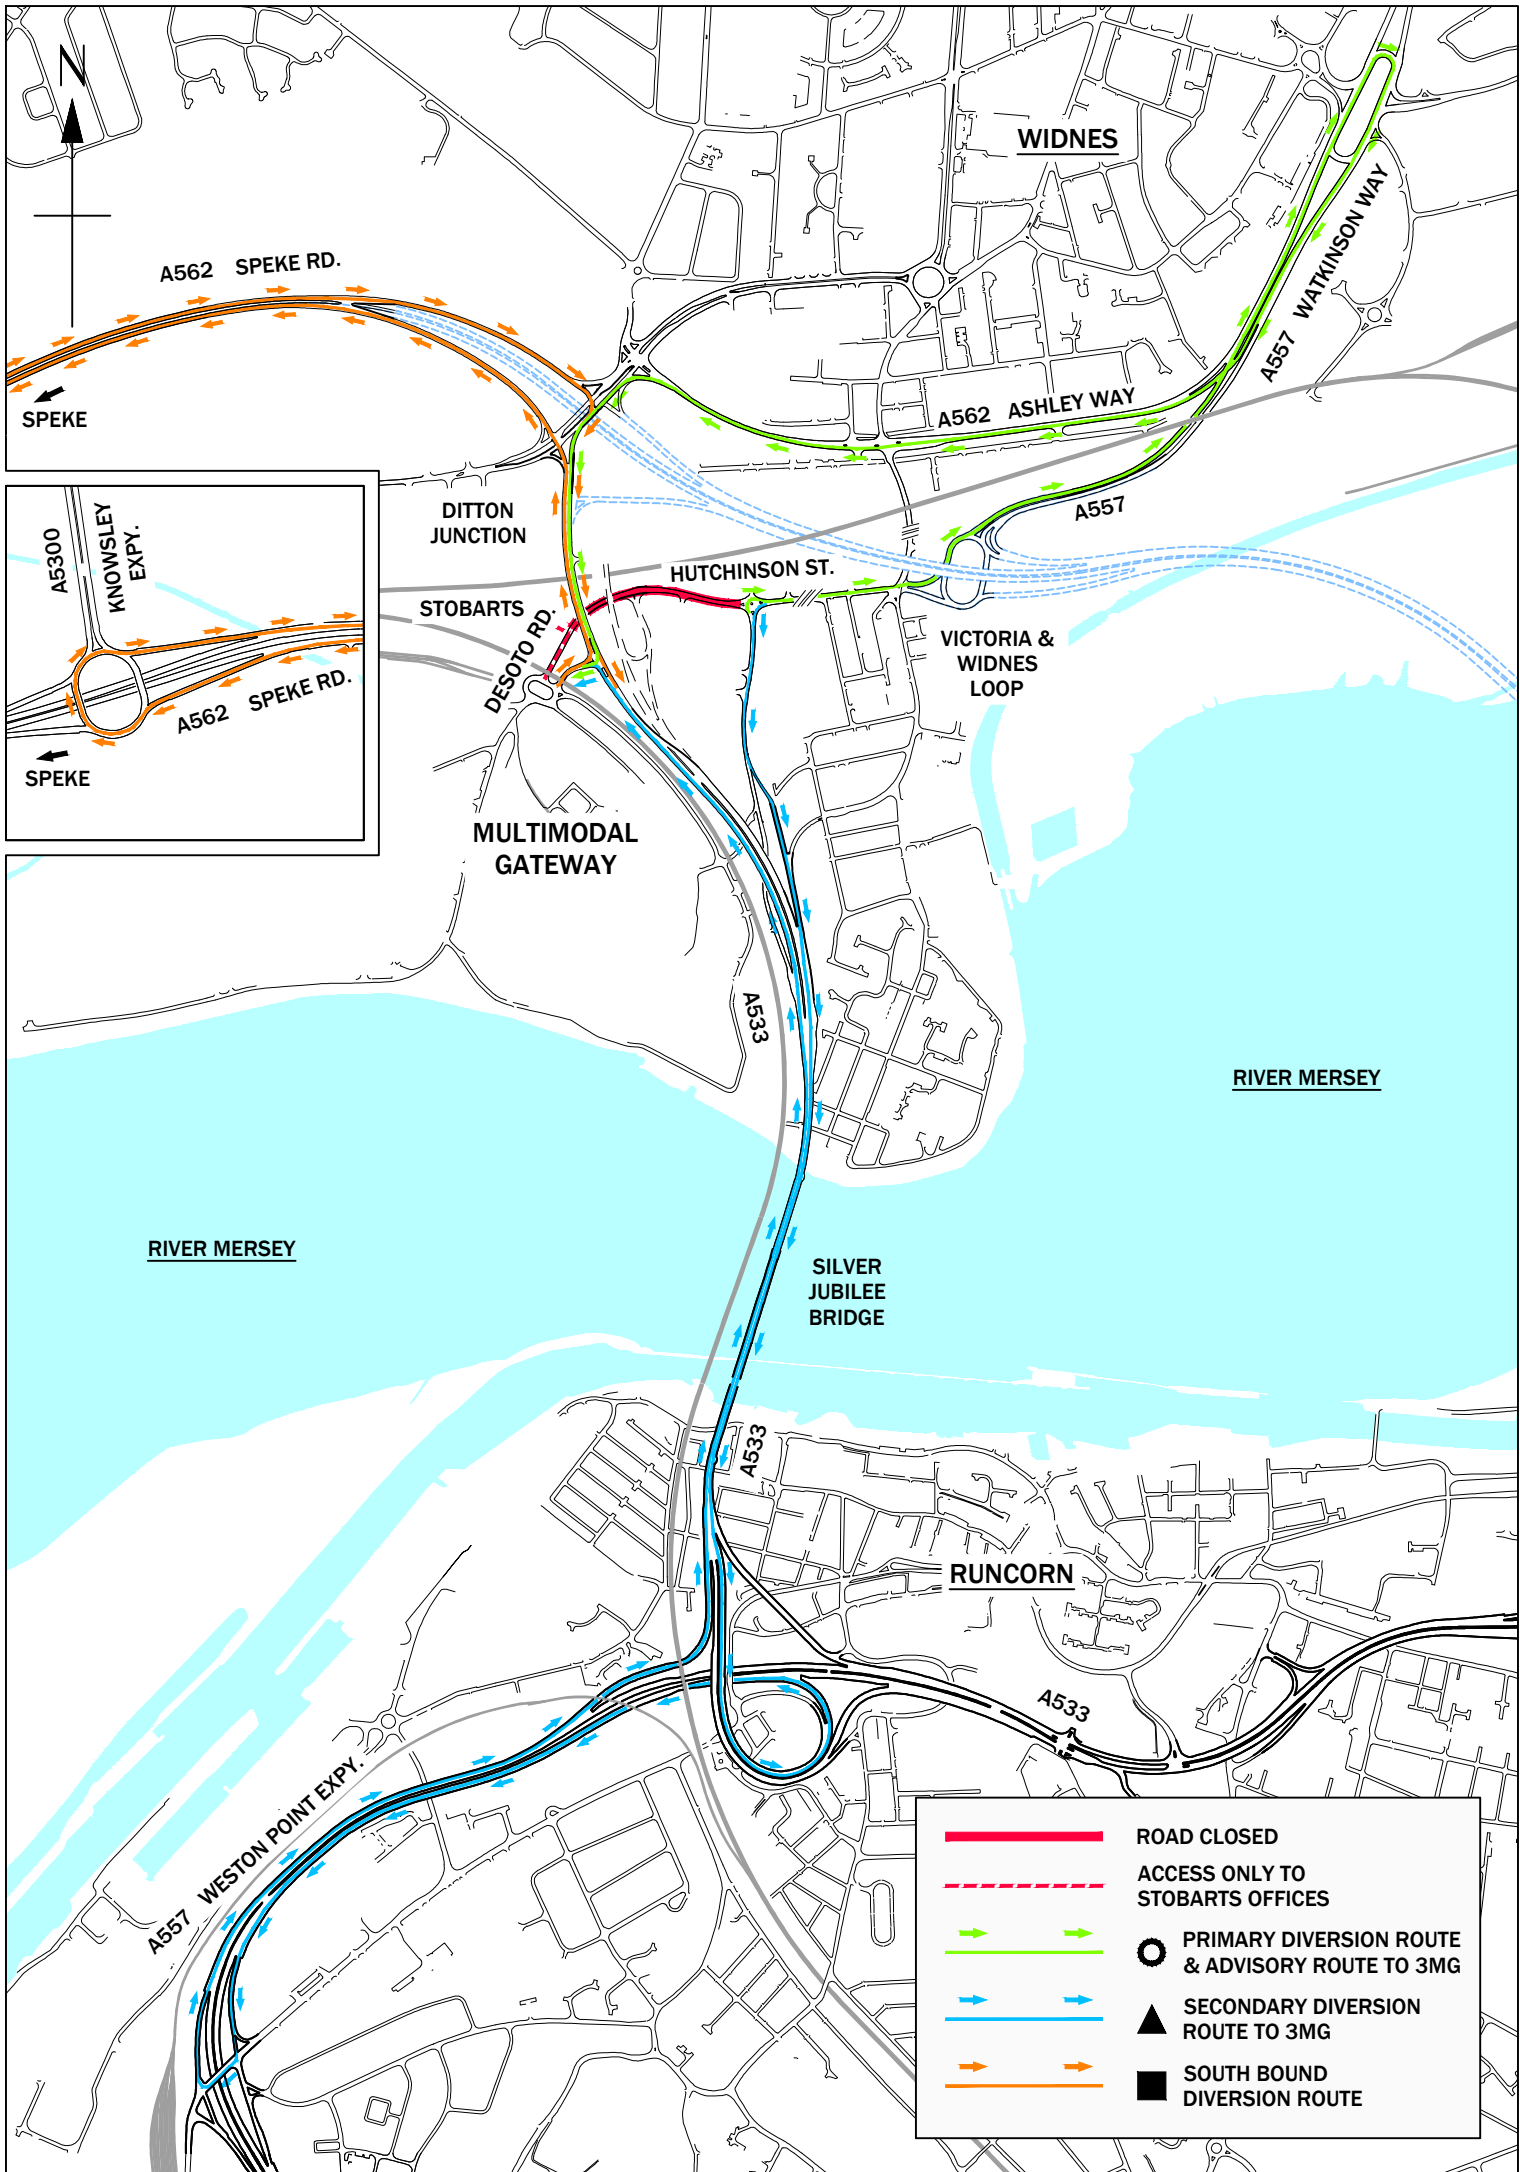 N
WIDNES
A557 WATKINSON WAY
A562 SPEKE RD.
SPEKE
A562 ASHLEY WAY
A557
DITTON
JUNCTION
HUTCHINSON ST.
STOBARTS
DESOTO RD.
VICTORIA &
WIDNES
LOOP
A5300
KNOWSLEY
EXPY.
A562 SPEKE RD.
SPEKE
MULTIMODAL
GATEWAY
A533
RIVER MERSEY
RIVER MERSEY
SILVER
JUBILEE
BRIDGE
A533
RUNCORN
A533
A557 WESTON POINT EXPY.
ROAD CLOSED
ACCESS ONLY TO
STOBARTS OFFICES
PRIMARY DIVERSION ROUTE
& ADVISORY ROUTE TO 3MG
SECONDARY DIVERSION
ROUTE TO 3MG
SOUTH BOUND
DIVERSION ROUTE